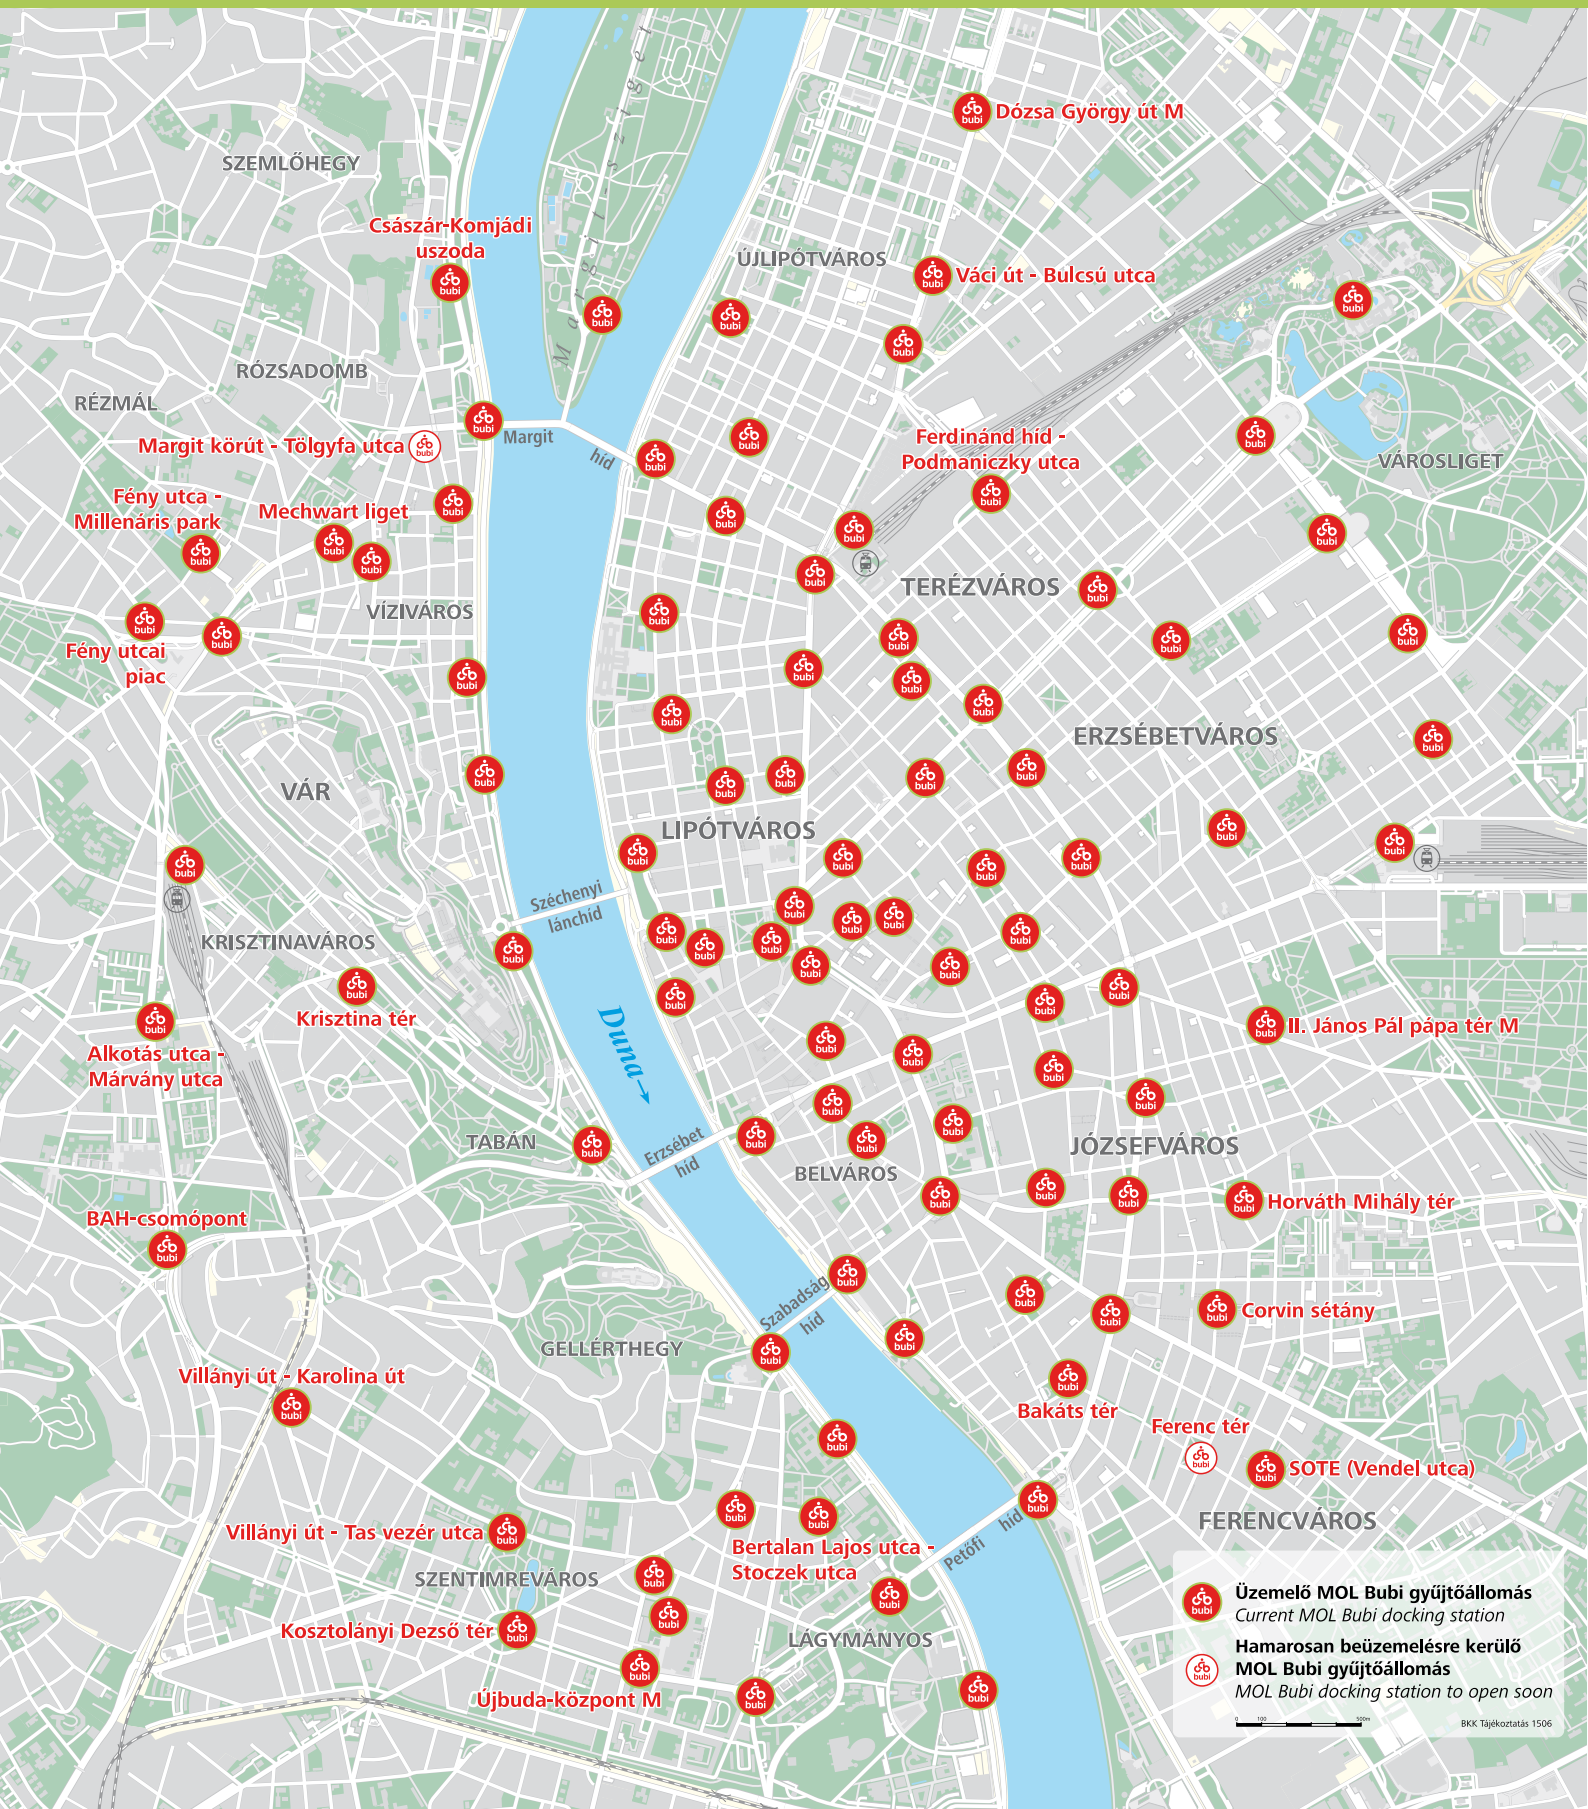 Dózsa György út M
SZEMLŐHEGY
Margitsziget
Császár-Komjádi
uszoda
ÚJLIPÓTVÁROS
Váci út - Bulcsú utca
RÓZSADOMB
RÉZMÁL
Margit körút - Tölgyfa utca
Margit
híd
Ferdinánd híd -
Podmaniczky utca
VÁROSLIGET
Fény utca -
Millenáris park
Mechwart liget
TERÉZVÁROS
VÍZIVÁROS
Fény utcai
piac
ERZSÉBETVÁROS
VÁR
LIPÓTVÁROS
Széchenyi
lánchíd
KRISZTINAVÁROS
Krisztina tér
Duna
II. János Pál pápa tér M
Alkotás utca -
Márvány utca
TABÁN
Erzsébet
híd
BELVÁROS
JÓZSEFVÁROS
BAH-csomópont
Horváth Mihály tér
Szabadság
híd
Corvin sétány
GELLÉRTHEGY
Villányi út - Karolina út
Bakáts tér
Ferenc tér
SOTE (Vendel utca)
Petőfi
híd
FERENCVÁROS
Villányi út - Tas vezér utca
Bertalan Lajos utca -
Stoczek utca
SZENTIMREVÁROS
Kosztolányi Dezső tér
LÁGYMÁNYOS
Újbuda-központ M
bubi
Üzemelő MOL Bubi gyűjtőállomás
Current MOL Bubi docking station
bubi
Hamarosan beüzemelésre kerülő
MOL Bubi gyűjtőállomás
MOL Bubi docking station to open soon
0 100 500m
BKK Tájékoztatás 1506